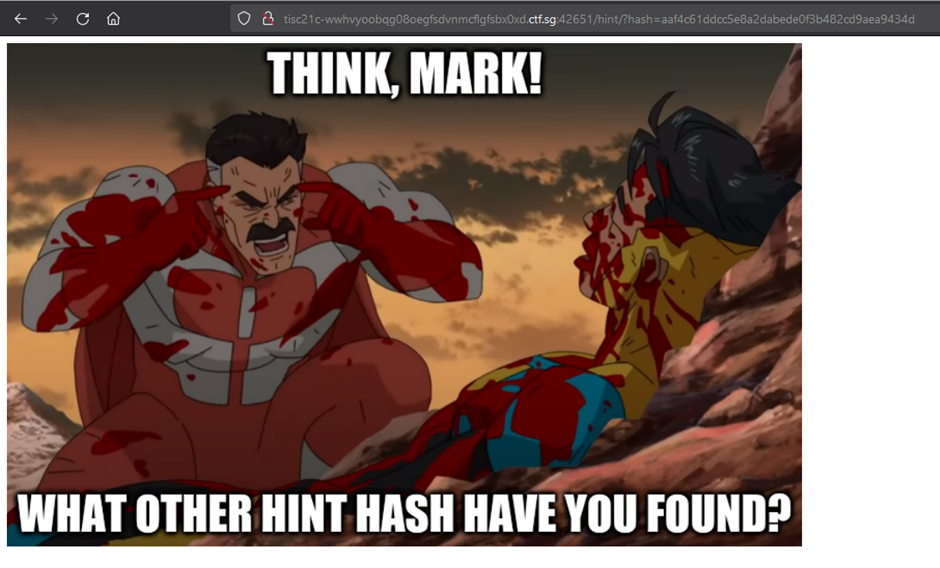 tisc21c-wwhvyoobqg08oegfsdvnmcflgfsbx0xd.ctf.sg:42651/hint/?hash=aaf4c61ddcc5e8a2dabede0f3b482cd9aea9434d
THINK, MARK!
WHAT OTHER HINT HASH HAVE YOU FOUND?